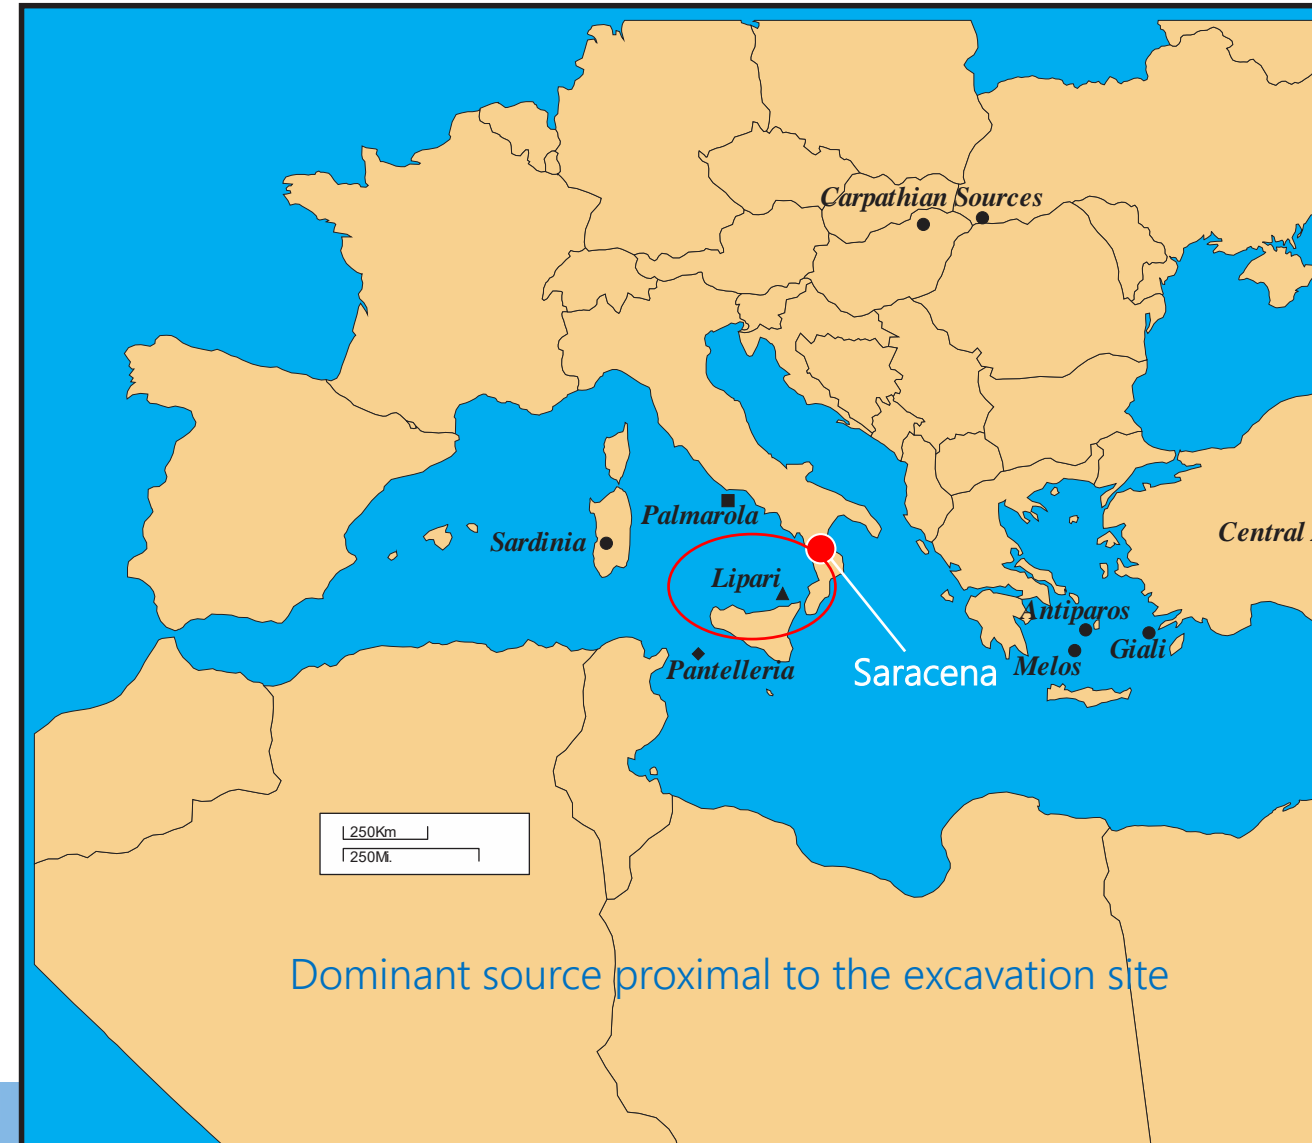 Carpathian Sources
Palmarola
Sardinia
Central
Lipari
Antiparos
Giali
Melos
Pantelleria
Saracena
250Km
250Mi.
Dominant source proximal to the excavation site